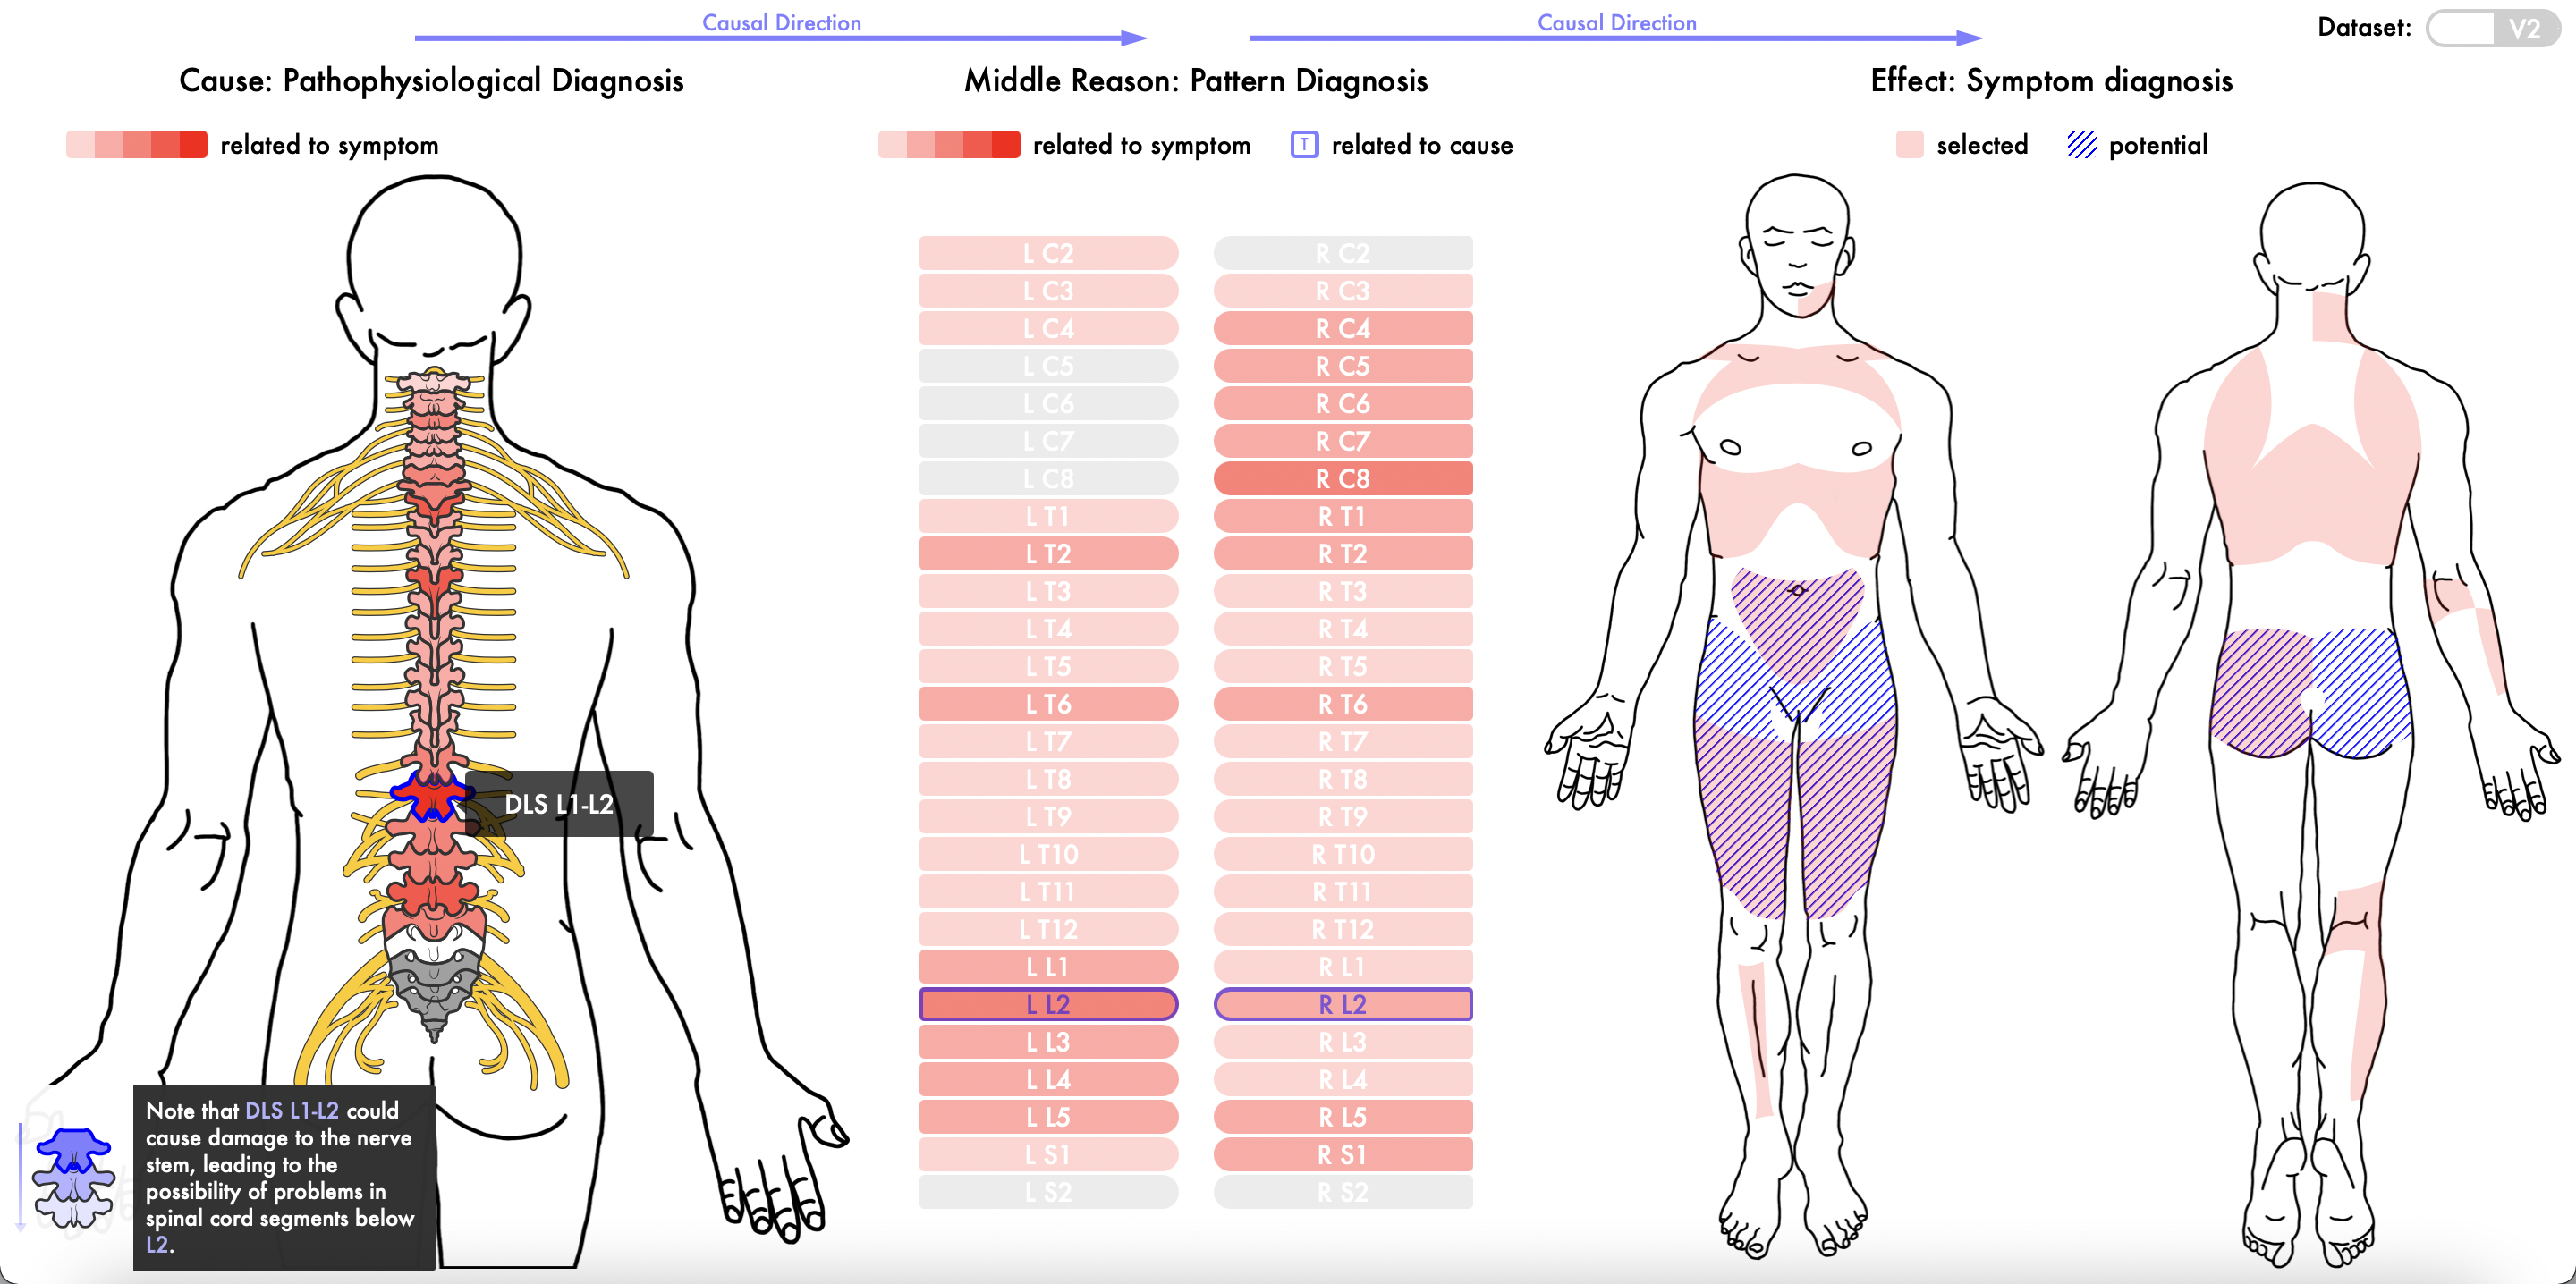 Causal Direction
Causal Direction
Dataset:
V2
Cause: Pathophysiological Diagnosis
Middle Reason: Pattern Diagnosis
Effect: Symptom diagnosis
related to symptom
related to symptom
T
related to cause
selected
potential
L C2
R C2
L C3
R C3
L C4
R C4
L C5
R C5
L C6
R C6
L C7
R C7
L C8
R C8
L T1
R T1
L T2
R T2
L T3
R T3
L T4
R T4
L T5
R T5
L T6
R T6
L T7
R T7
L T8
R T8
L T9
R T9
L T10
R T10
L T11
R T11
L T12
R T12
L L1
R L1
L L2
R L2
L L3
R L3
L L4
R L4
L L5
R L5
L S1
R S1
L S2
R S2
DLS L1-L2
Note that DLS L1-L2 could
cause damage to the nerve
stem, leading to the
possibility of problems in
spinal cord segments below
L2.